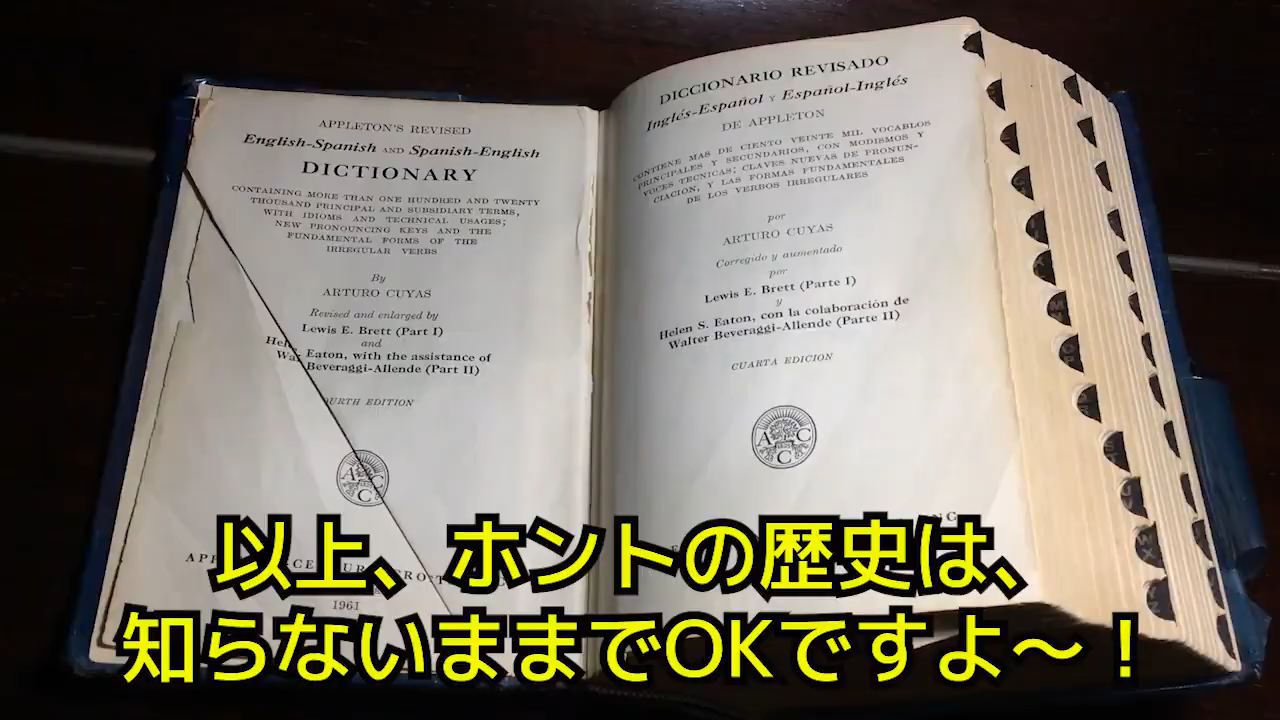 APPLETON'S REVISED
English-Spanish AND Spanish-English
DICTIONARY
CONTAINING MORE THAN ONE HUNDRED AND TWENTY
THOUSAND PRINCIPAL AND SUBSIDIARY TERMS,
WITH IDIOMS AND TECHNICAL USAGES;
NEW PRONOUNCING KEYS AND THE
FUNDAMENTAL FORMS OF THE
IRREGULAR VERBS
By
ARTURO CUYAS
Revised and enlarged by
Lewis E. Brett (Part I)
and
Eaton, with the assistance of
Beveraggi-Allende (Part II)
EDITION
A C C
1961
DICCIONARIO REVISADO
Inglés-Español Y Español-Inglés
DE APPLETON
CONTIENE MAS DE CIENTO VEINTE MIL VOCABLOS
PRINCIPALES Y SECUNDARIOS, CON MODISMOS Y
VOCES TECNICAS; CLAVES NUEVAS DE PRONUN-
CIACION, Y LAS FORMAS FUNDAMENTALES
DE LOS VERBOS IRREGULARES
por
ARTURO CUYAS
Corregido y aumentado
por
Lewis E. Brett (Parte I)
y
Helen S. Eaton, con la colaboración de
Walter Beveraggi-Allende (Parte II)
CUARTA EDICION
A C C
以上、ホントの歴史は、
知らないままでOKですよ～！